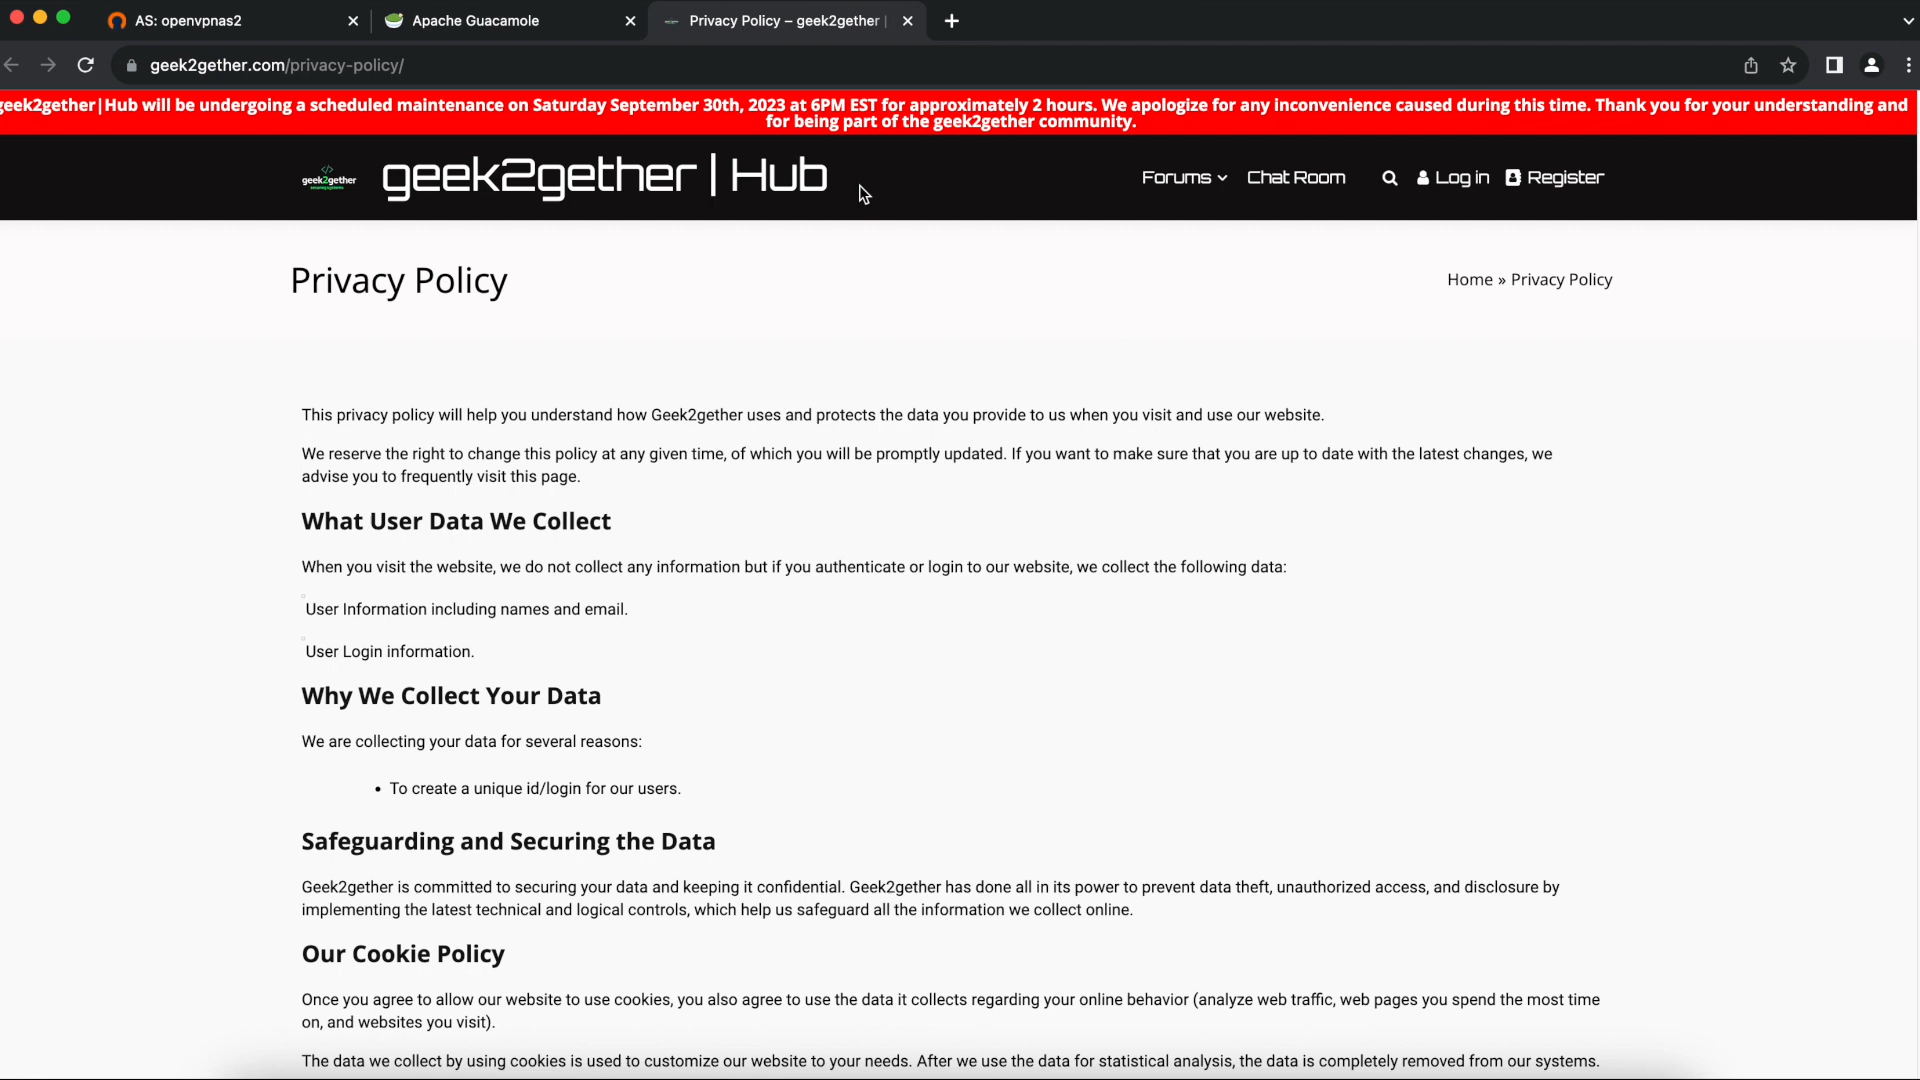 AS: openvpnas2
Apache Guacamole
Privacy Policy – geek2gether |
geek2gether.com/privacy-policy/
geek2gether|Hub will be undergoing a scheduled maintenance on Saturday September 30th, 2023 at 6PM EST for approximately 2 hours. We apologize for any inconvenience caused during this time. Thank you for your understanding and
for being part of the geek2gether community.
</>
geek2gether
securing systems
geek2gether | Hub
Forums
Chat Room
Log in
Register
Privacy Policy
Home » Privacy Policy
This privacy policy will help you understand how Geek2gether uses and protects the data you provide to us when you visit and use our website.
We reserve the right to change this policy at any given time, of which you will be promptly updated. If you want to make sure that you are up to date with the latest changes, we
advise you to frequently visit this page.
What User Data We Collect
When you visit the website, we do not collect any information but if you authenticate or login to our website, we collect the following data:
User Information including names and email.
User Login information.
Why We Collect Your Data
We are collecting your data for several reasons:
• To create a unique id/login for our users.
Safeguarding and Securing the Data
Geek2gether is committed to securing your data and keeping it confidential. Geek2gether has done all in its power to prevent data theft, unauthorized access, and disclosure by
implementing the latest technical and logical controls, which help us safeguard all the information we collect online.
Our Cookie Policy
Once you agree to allow our website to use cookies, you also agree to use the data it collects regarding your online behavior (analyze web traffic, web pages you spend the most time
on, and websites you visit).
The data we collect by using cookies is used to customize our website to your needs. After we use the data for statistical analysis, the data is completely removed from our systems.